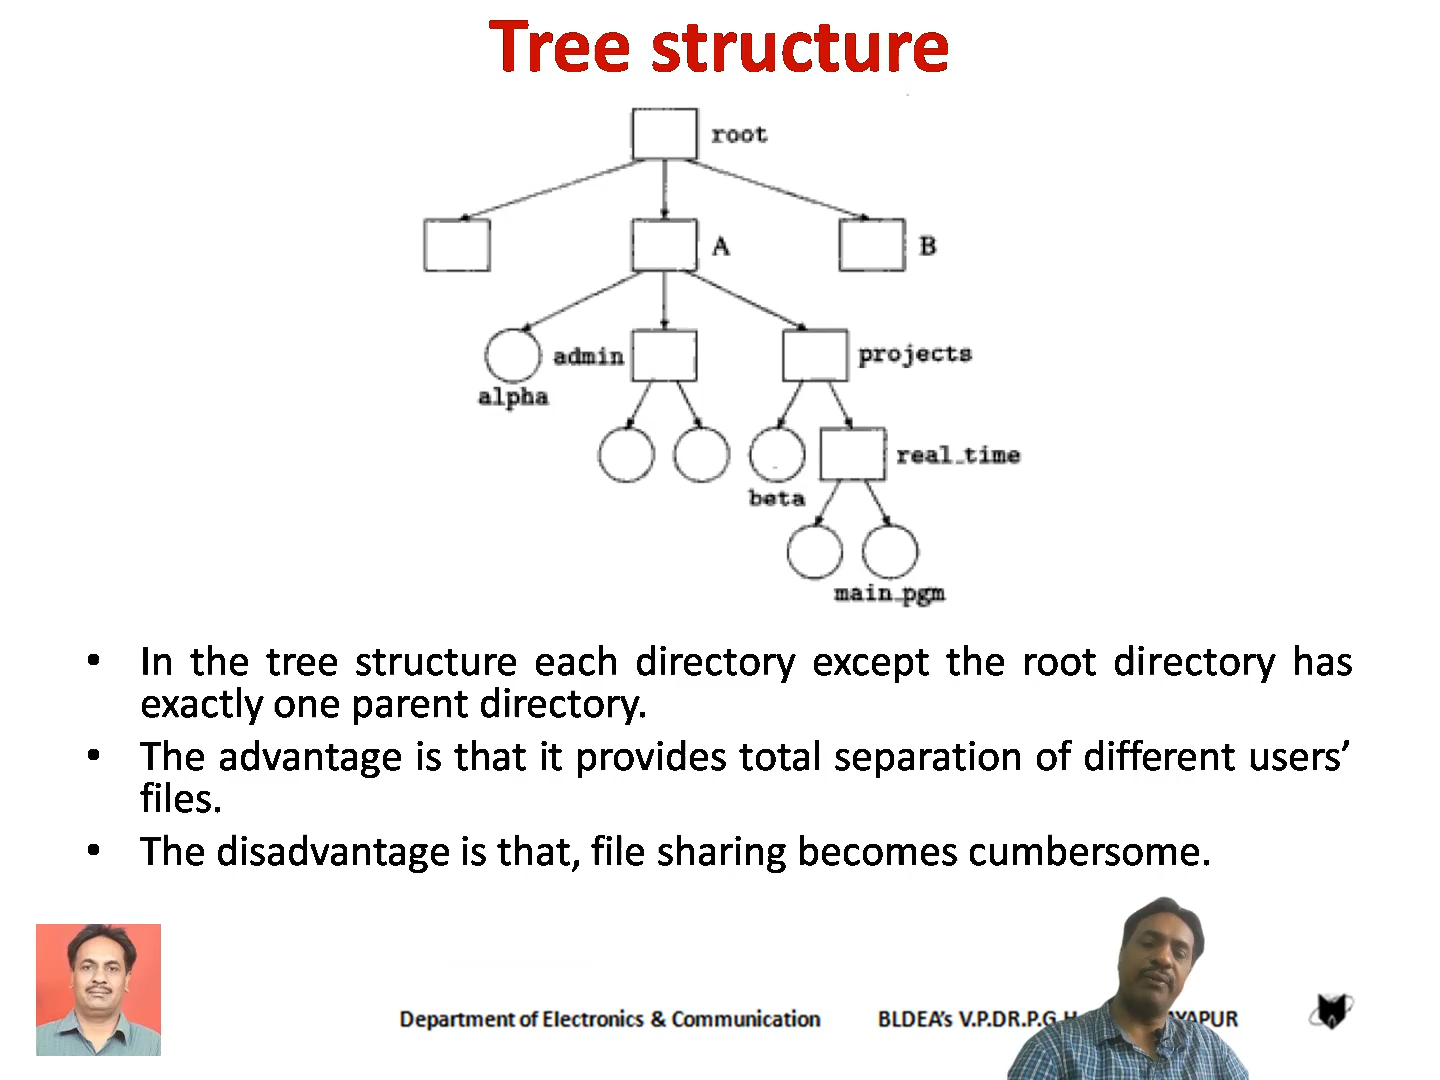 Tree structure
root
A
B
admin
projects
alpha
real_time
beta
main_pgm
• In the tree structure each directory except the root directory has
exactly one parent directory.
• The advantage is that it provides total separation of different users’
files.
• The disadvantage is that, file sharing becomes cumbersome.
Department of Electronics & Communication
BLDEA’s V.P.DR.P.G